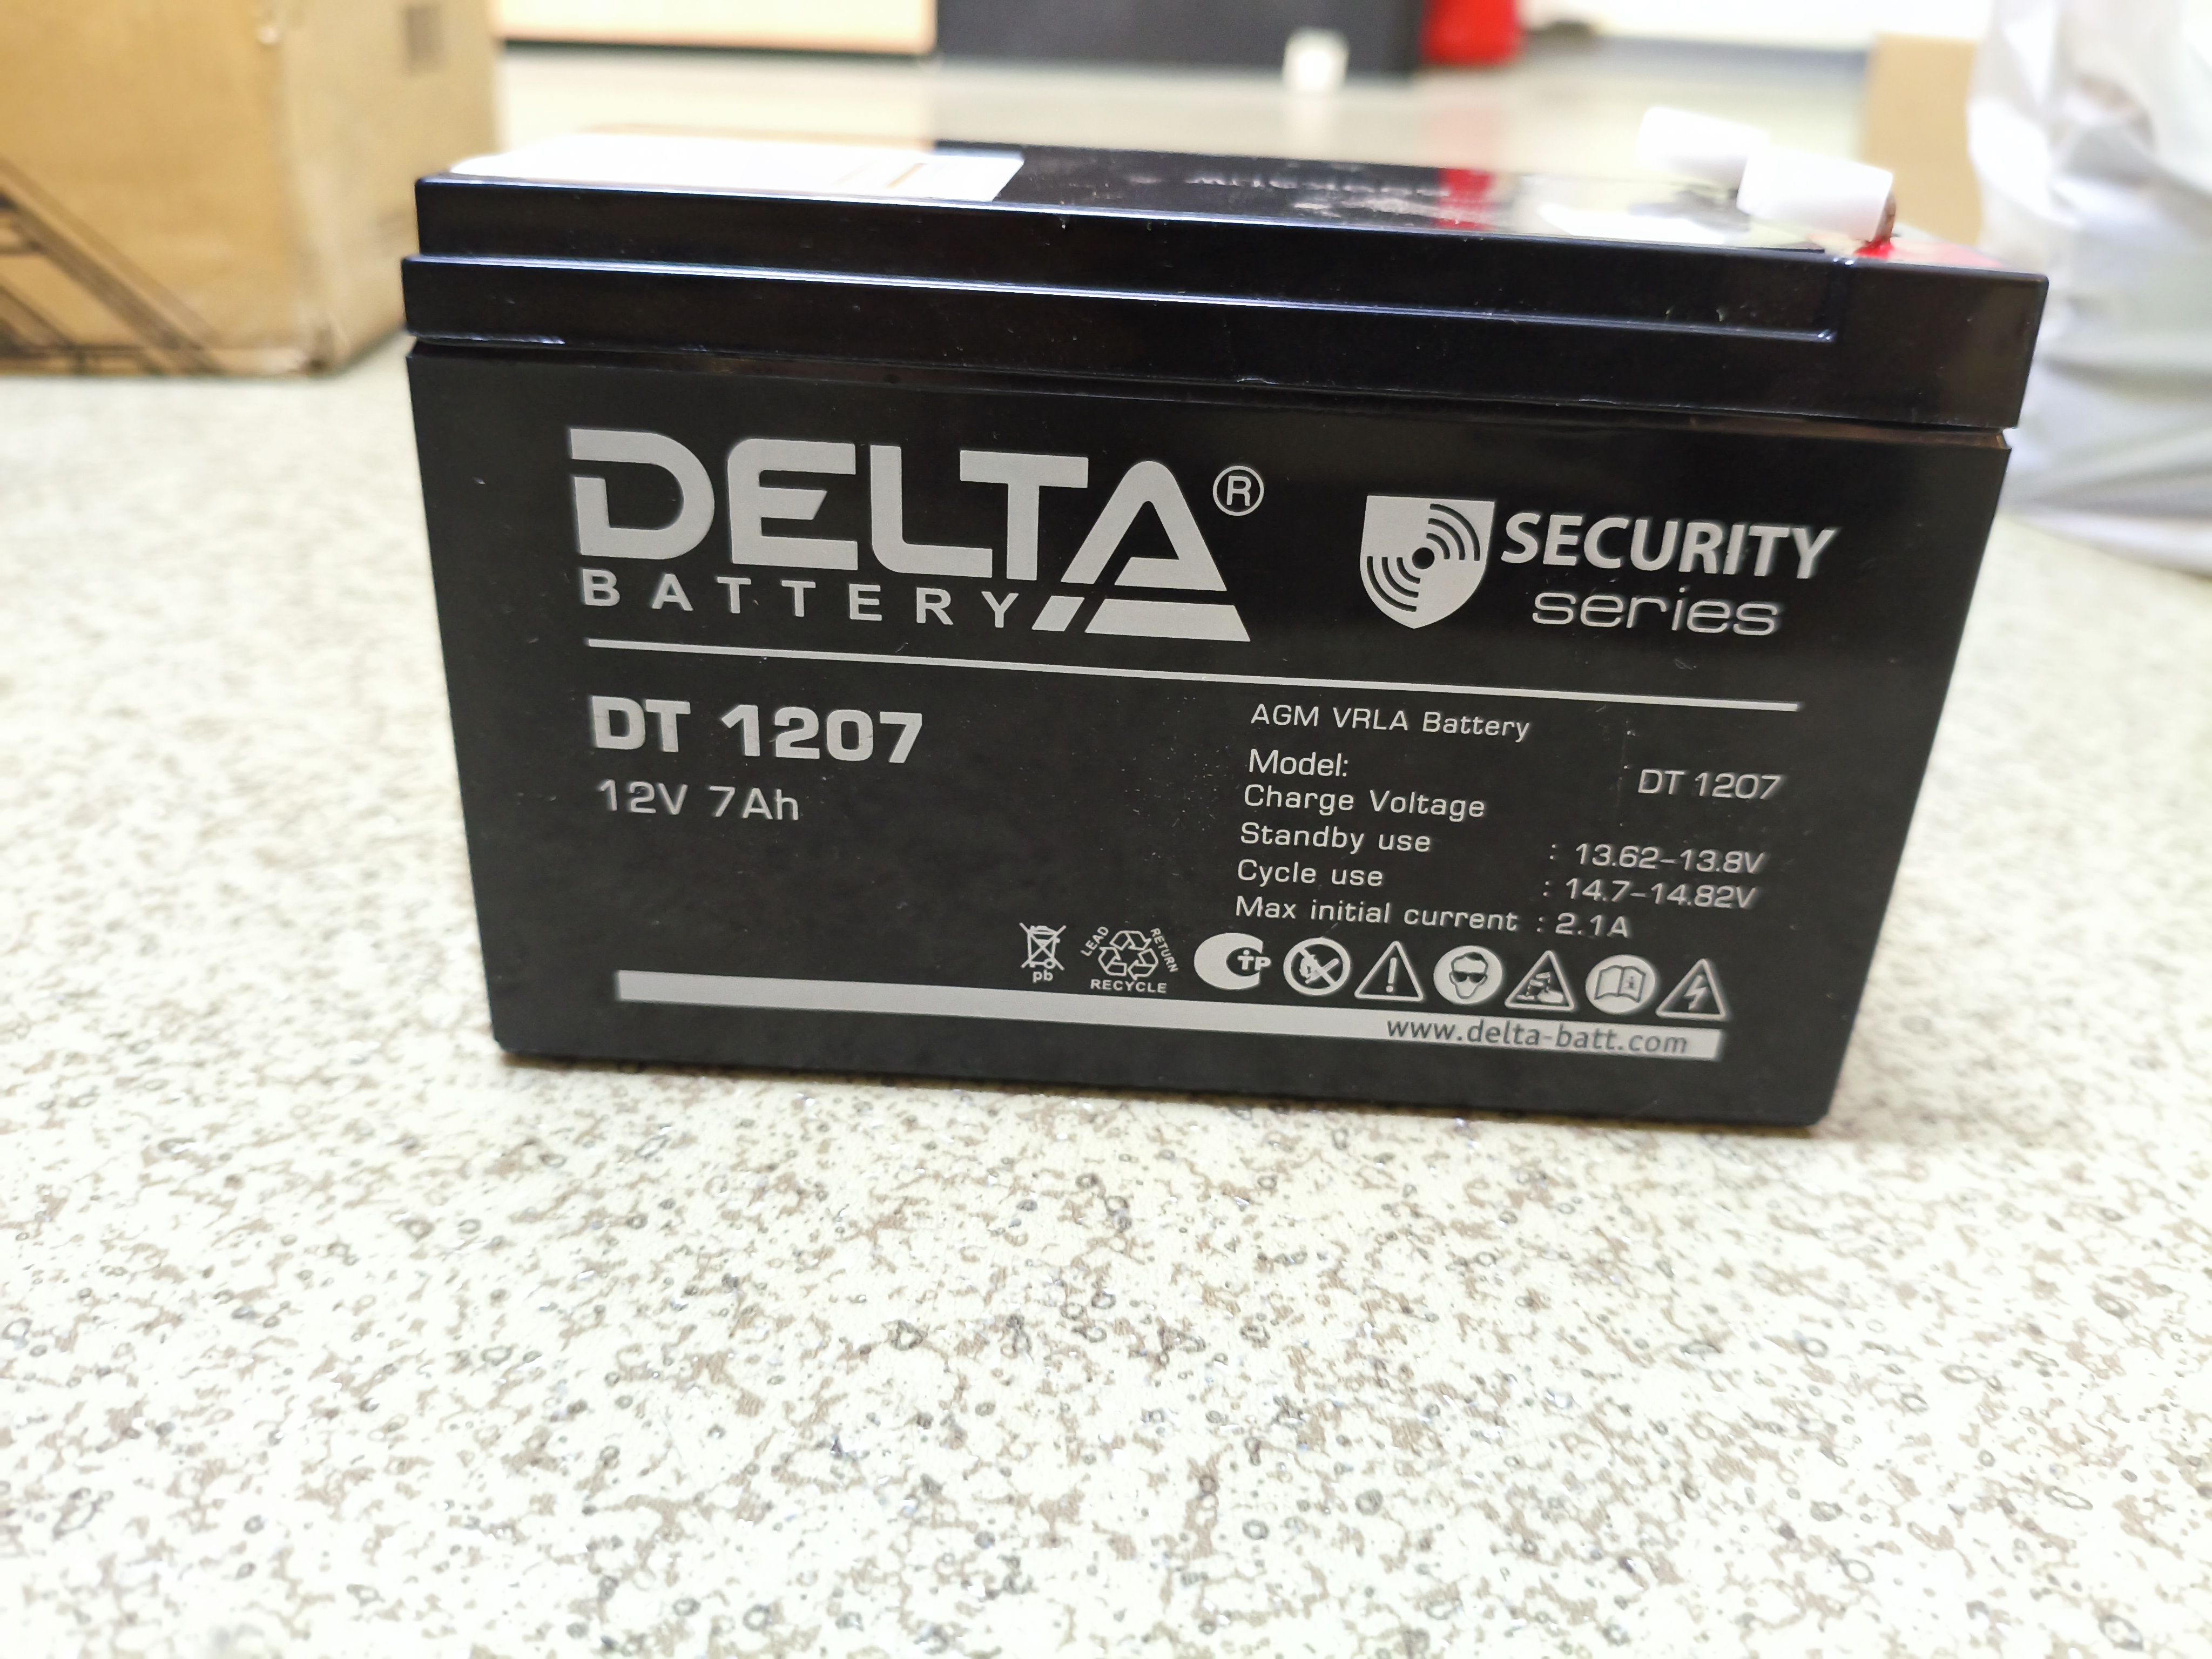 DELTA®
BATTERY
SECURITY
series
DT 1207
12V 7Ah
AGM VRLA Battery
Model: DT 1207
Charge Voltage
Standby use : 13.62-13.8V
Cycle use : 14.7-14.82V
Max initial current : 2.1A
pb
LEAD RETURN
RECYCLE
www.delta-batt.com